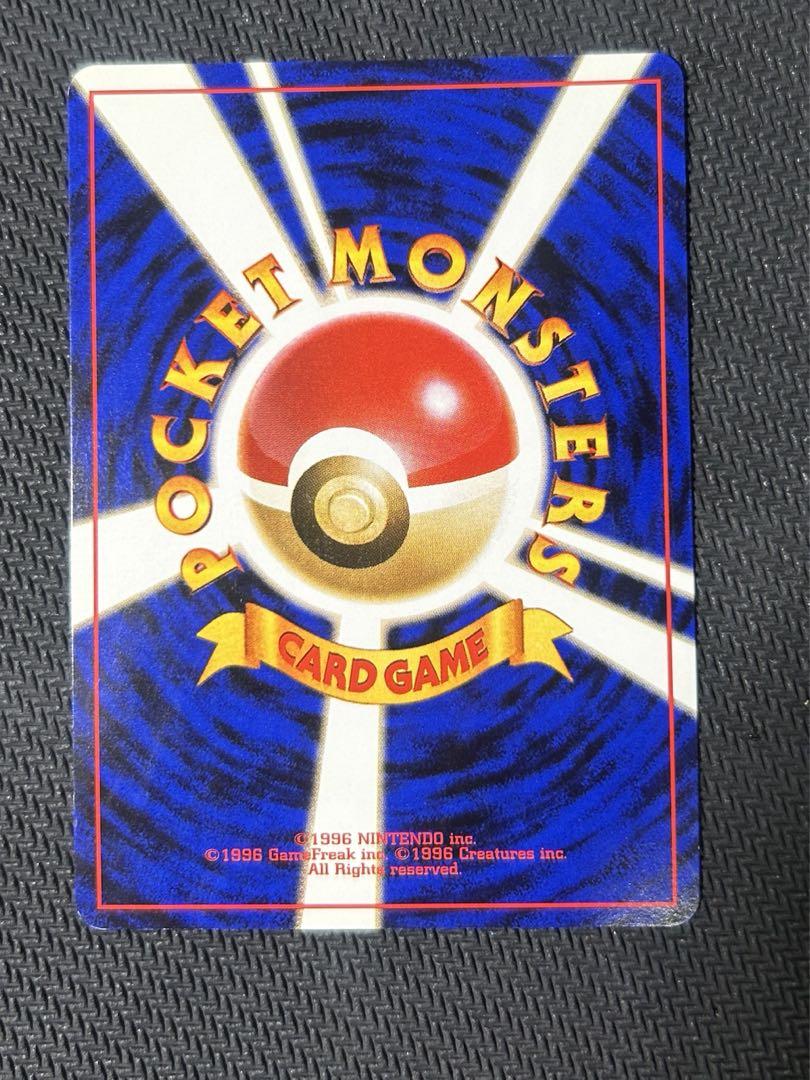 POCKET MONSTERS
CARD GAME
©1996 NINTENDO inc.
©1996 GameFreak inc. ©1996 Creatures inc.
All Rights reserved.